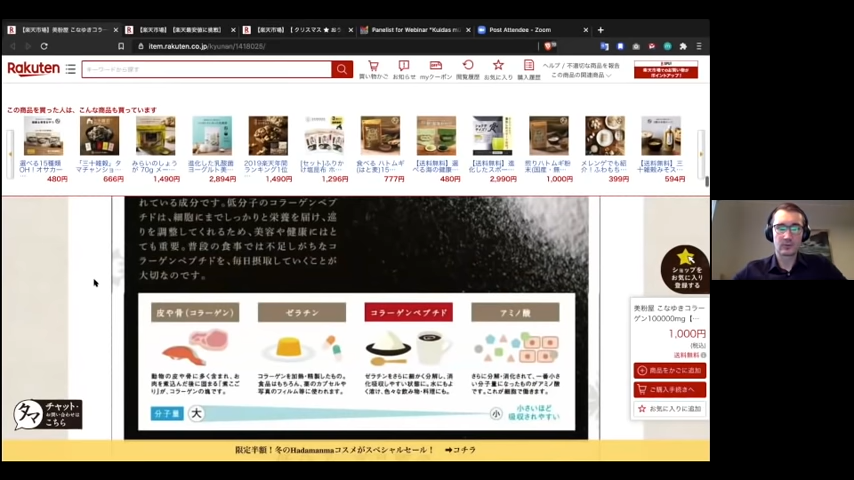 【楽天市場】美粉屋 こなゆきコラー
【楽天市場】【楽天最安値に挑戦】
【楽天市場】【 クリスマス ★ おう
Panelist for Webinar "Kuidas m
Post Attendee - Zoom
item.rakuten.co.jp/kyunan/1418026/
Rakuten
キーワードから探す
買い物かご
お知らせ
myクーポン
閲覧履歴
お気に入り
購入履歴
ヘルプ / 不適切な商品を報告
この商品の関連商品
この商品を買った人は、こんな商品も買っています
選べる15種類
OH！オサカー
480円
「三十雑穀」タ
マチャンショ…
666円
みらいのしょう
が 70g メー…
1,490円
進化した乳酸菌
ヨーグルト美…
2,894円
2019楽天年間
ランキング1位
1,490円
[セット]ふりか
け塩昆布 ホ…
1,296円
食べる ハトムギ
(はと麦)15…
777円
【送料無料】選
べる海の健康…
480円
【送料無料】進
化したスポー…
2,990円
煎りハトムギ粉
末(国産・無…
1,000円
メレンゲでも紹
介！ふわもち…
399円
【送料無料】三
十雑穀みそス…
594円
れている成分です。低分子のコラーゲンペプ
チドは、細胞にまでしっかりと栄養を届け、巡
りを調整してくれるため、美容や健康にはと
ても重要。普段の食事では不足しがちなコ
ラーゲンペプチドを、毎日摂取していくことが
大切なのです。
皮や骨（コラーゲン）
動物の皮や骨に多く含まれ、お
肉を煮込んだ後に固まる「煮こご
り」が、コラーゲンの塊です。
ゼラチン
コラーゲンを加熱・精製したもの。
食品はもちろん、薬のカプセルや
写真のフィルム等に使われます。
コラーゲンペプチド
ゼラチンをさらに細かく分解し、消
化吸収しやすい状態に。水にもよ
く溶け、色々な飲み物・料理にも。
アミノ酸
さらに分解・消化されて、一番小さ
い分子量になったものがアミノ酸
です。これが細胞で働きます。
分子量
大
小
小さいほど
吸収されやすい
ショップを
お気に入り
登録する
美粉屋 こなゆきコラー
ゲン100000mg【…
1,000円
(税込)
送料無料
商品をかごに追加
ご購入手続きへ
お気に入りに追加
タマ
チャット・
お問い合わせは
こちら
限定半額！冬のHadamanmaコスメがスペシャルセール！ ➡コチラ